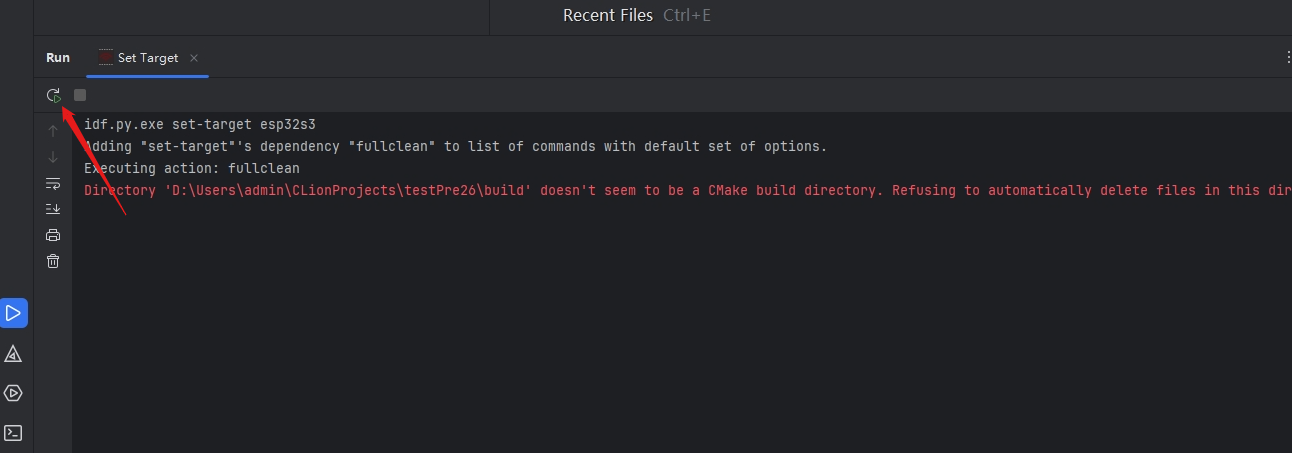 Recent Files Ctrl+E
Run Set Target
idf.py.exe set-target esp32s3
Adding "set-target"'s dependency "fullclean" to list of commands with default set of options.
Executing action: fullclean
Directory 'D:\Users\admin\CLionProjects\testPre26\build' doesn't seem to be a CMake build directory. Refusing to automatically delete files in this dir